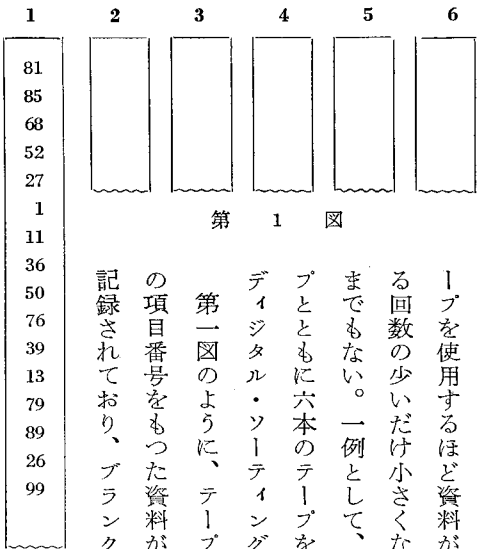 1 2 3 4 5 6
81
85
68
52
27
1
11
36
50
76
39
13
79
89
26
99
第 1 図
ープを使用するほど資料が
る回数の少いだけ小さくな
までもない。一例として、
プとともに六本のテープを
ディジタル・ソーティング
第一図のように、テープ
の項目番号をもつた資料が
記録されており、ブランク